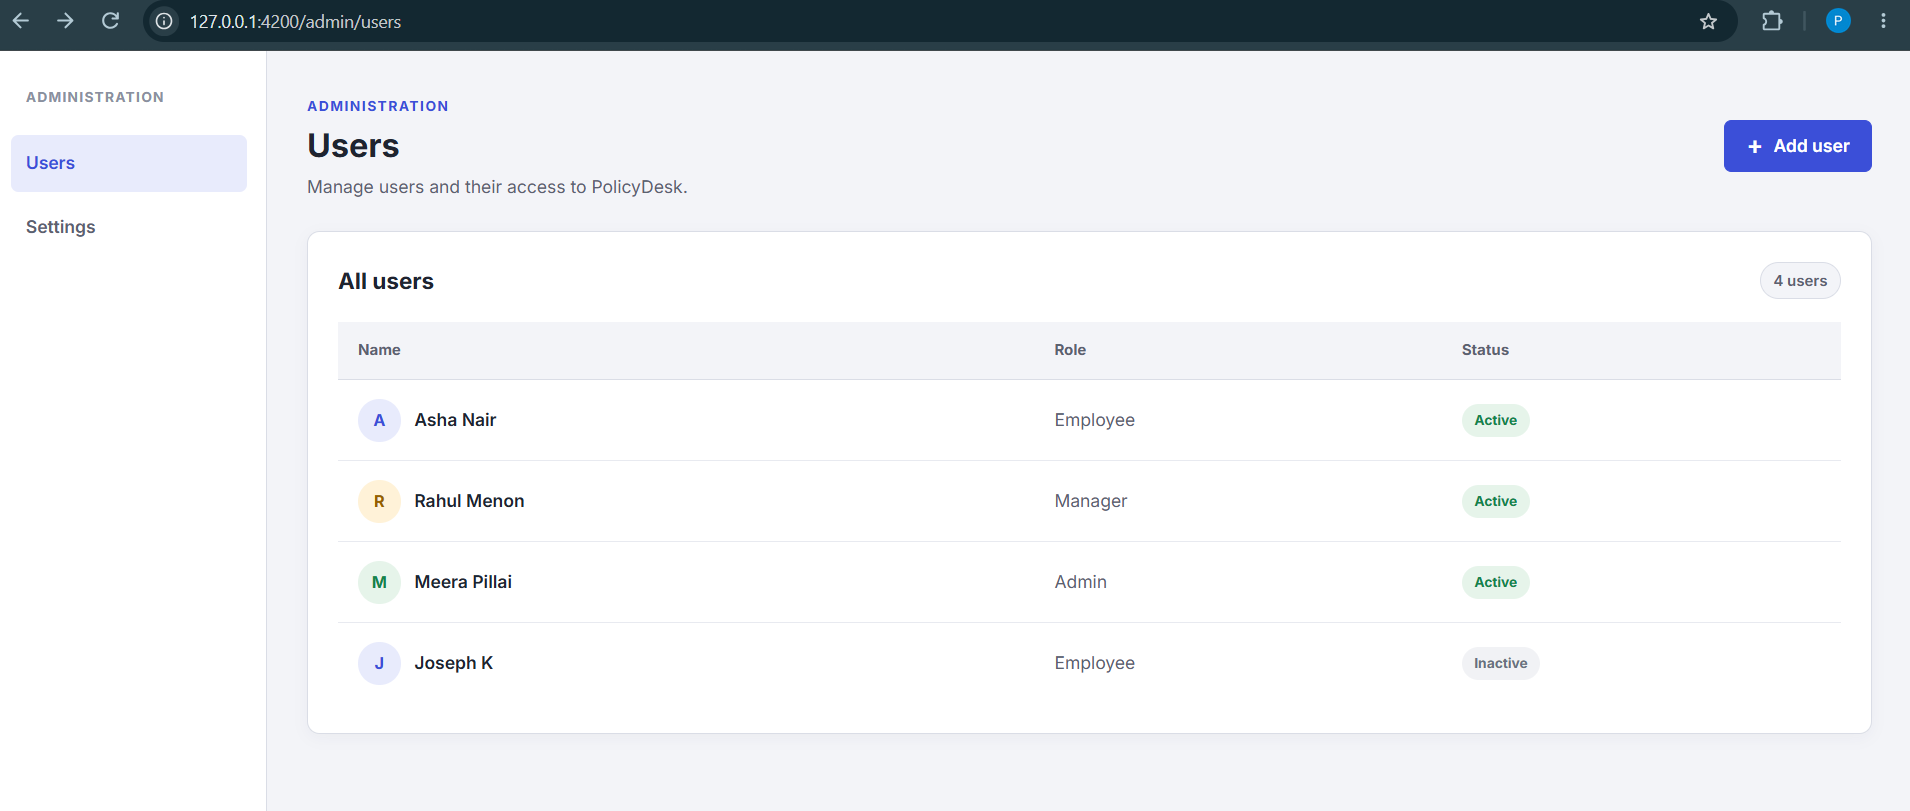 127.0.0.1:4200/admin/users
P
ADMINISTRATION
Users
Settings
ADMINISTRATION
Users
Manage users and their access to PolicyDesk.
+ Add user
All users
4 users
Name Role Status
A Asha Nair Employee Active
R Rahul Menon Manager Active
M Meera Pillai Admin Active
J Joseph K Employee Inactive